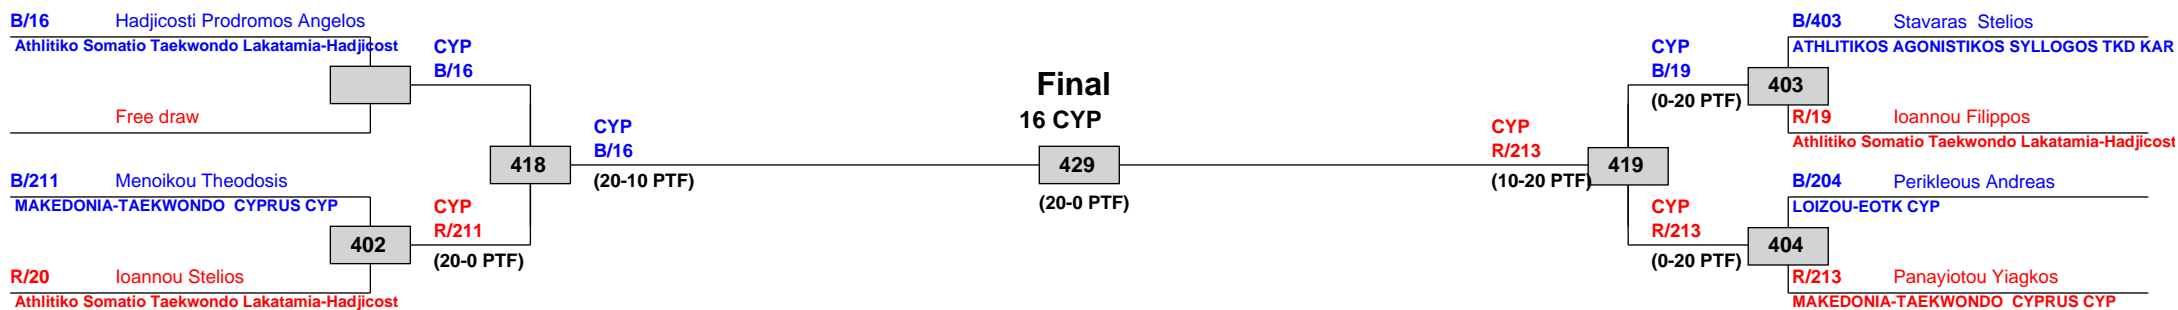 B/16 Hadjicosti Prodromos Angelos
Athlitiko Somatio Taekwondo Lakatamia-Hadjicost
Free draw
CYP
B/16
B/211 Menoikou Theodosis
MAKEDONIA-TAEKWONDO CYPRUS CYP
402
R/20 Ioannou Stelios
Athlitiko Somatio Taekwondo Lakatamia-Hadjicost
CYP
R/211
(20-0 PTF)
418
CYP
B/16
(20-10 PTF)
Final
16 CYP
429
(20-0 PTF)
CYP
R/213
(10-20 PTF)
419
CYP
B/19
(0-20 PTF)
CYP
R/213
(0-20 PTF)
B/403 Stavaras Stelios
ATHLITIKOS AGONISTIKOS SYLLOGOS TKD KAR
403
R/19 Ioannou Filippos
Athlitiko Somatio Taekwondo Lakatamia-Hadjicost
B/204 Perikleous Andreas
LOIZOU-EOTK CYP
404
R/213 Panayiotou Yiagkos
MAKEDONIA-TAEKWONDO CYPRUS CYP